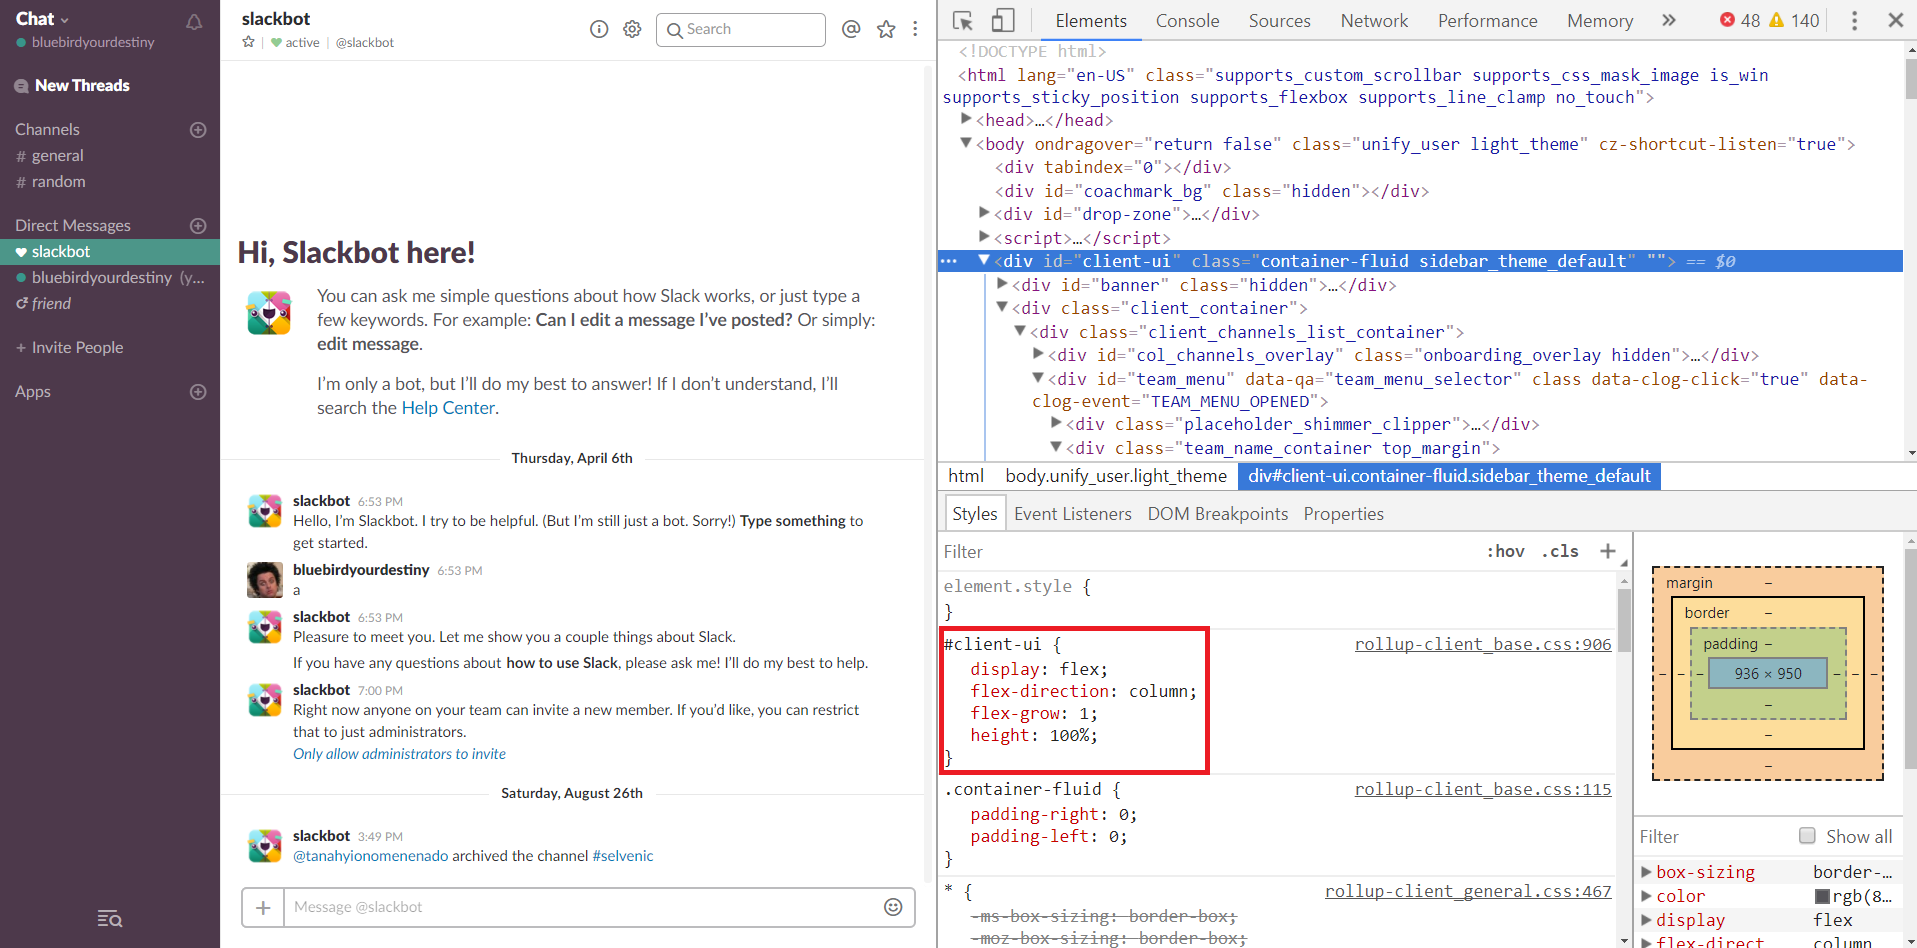 Chat
bluebirdyourdestiny
New Threads
Channels
# general
# random
Direct Messages
slackbot
bluebirdyourdestiny (y...
friend
+ Invite People
Apps
slackbot
active | @slackbot
Search
Hi, Slackbot here!
You can ask me simple questions about how Slack works, or just type a
few keywords. For example: Can I edit a message I've posted? Or simply:
edit message.
I'm only a bot, but I'll do my best to answer! If I don't understand, I'll
search the Help Center.
Thursday, April 6th
slackbot 6:53 PM
Hello, I'm Slackbot. I try to be helpful. (But I'm still just a bot. Sorry!) Type something to
get started.
bluebirdyourdestiny 6:53 PM
a
slackbot 6:53 PM
Pleasure to meet you. Let me show you a couple things about Slack.
If you have any questions about how to use Slack, please ask me! I'll do my best to help.
slackbot 7:00 PM
Right now anyone on your team can invite a new member. If you'd like, you can restrict
that to just administrators.
Only allow administrators to invite
Saturday, August 26th
slackbot 3:49 PM
@tanahyionomenenado archived the channel #selvenic
Message @slackbot
Elements Console Sources Network Performance Memory » 48 140
<!DOCTYPE html>
<html lang="en-US" class="supports_custom_scrollbar supports_css_mask_image is_win
supports_sticky_position supports_flexbox supports_line_clamp no_touch">
<head>…</head>
<body ondragover="return false" class="unify_user light_theme" cz-shortcut-listen="true">
<div tabindex="0"></div>
<div id="coachmark_bg" class="hidden"></div>
<div id="drop-zone">…</div>
<script>…</script>
<div id="client-ui" class="container-fluid sidebar_theme_default" ""> == $0
<div id="banner" class="hidden">…</div>
<div class="client_container">
<div class="client_channels_list_container">
<div id="col_channels_overlay" class="onboarding_overlay hidden">…</div>
<div id="team_menu" data-qa="team_menu_selector" class data-clog-click="true" data-
clog-event="TEAM_MENU_OPENED">
<div class="placeholder_shimmer_clipper">…</div>
<div class="team_name_container top_margin">
html body.unify_user.light_theme div#client-ui.container-fluid.sidebar_theme_default
Styles Event Listeners DOM Breakpoints Properties
Filter :hov .cls +
element.style {
}
#client-ui { rollup-client_base.css:906
display: flex;
flex-direction: column;
flex-grow: 1;
height: 100%;
}
.container-fluid { rollup-client_base.css:115
padding-right: 0;
padding-left: 0;
}
* { rollup-client_general.css:467
-ms-box-sizing: border-box;
-moz-box-sizing: border-box;
margin –
border –
padding –
– – – 936 × 950 – – –
–
–
–
Filter Show all
box-sizing border-…
color rgb(8…
display flex
flex-direct column